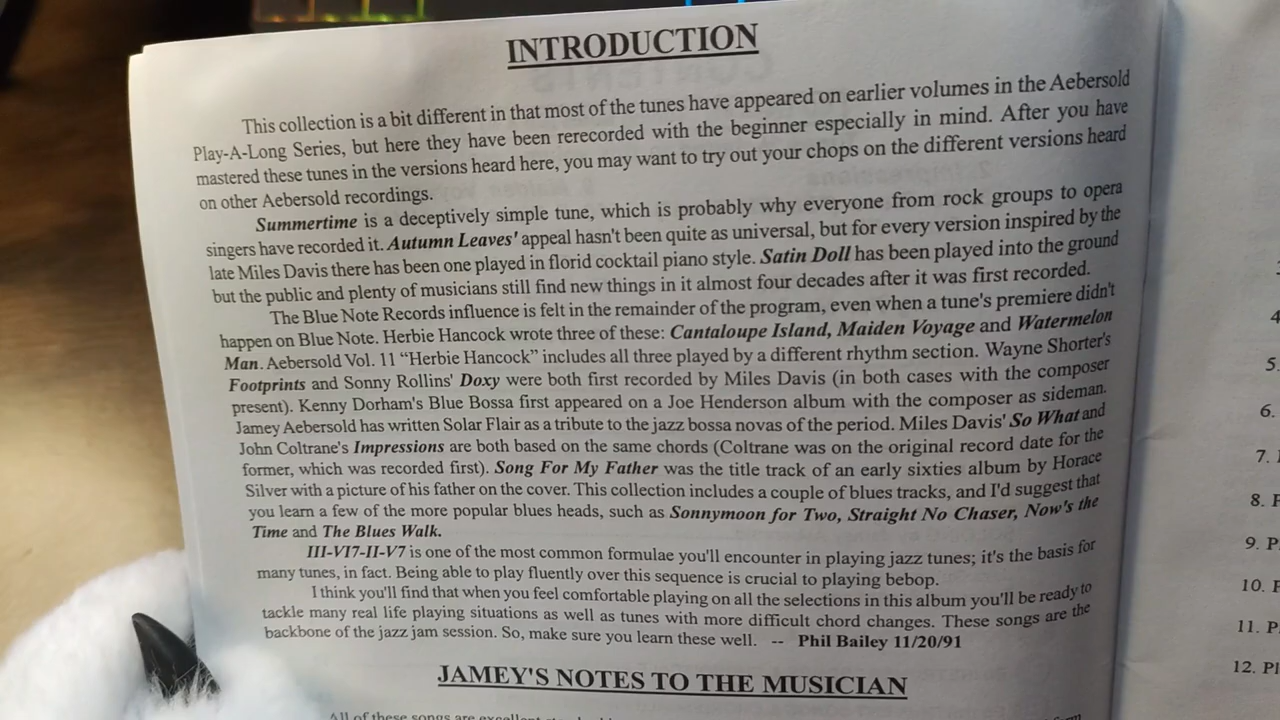 INTRODUCTION
This collection is a bit different in that most of the tunes have appeared on earlier volumes in the Aebersold
Play-A-Long Series, but here they have been rerecorded with the beginner especially in mind. After you have
mastered these tunes in the versions heard here, you may want to try out your chops on the different versions heard
on other Aebersold recordings.
Summertime is a deceptively simple tune, which is probably why everyone from rock groups to opera
singers have recorded it. Autumn Leaves' appeal hasn't been quite as universal, but for every version inspired by the
late Miles Davis there has been one played in florid cocktail piano style. Satin Doll has been played into the ground
but the public and plenty of musicians still find new things in it almost four decades after it was first recorded.
The Blue Note Records influence is felt in the remainder of the program, even when a tune's premiere didn't
happen on Blue Note. Herbie Hancock wrote three of these: Cantaloupe Island, Maiden Voyage and Watermelon
Man. Aebersold Vol. 11 “Herbie Hancock” includes all three played by a different rhythm section. Wayne Shorter's
Footprints and Sonny Rollins' Doxy were both first recorded by Miles Davis (in both cases with the composer
present). Kenny Dorham's Blue Bossa first appeared on a Joe Henderson album with the composer as sideman.
Jamey Aebersold has written Solar Flair as a tribute to the jazz bossa novas of the period. Miles Davis' So What and
John Coltrane's Impressions are both based on the same chords (Coltrane was on the original record date for the
former, which was recorded first). Song For My Father was the title track of an early sixties album by Horace
Silver with a picture of his father on the cover. This collection includes a couple of blues tracks, and I'd suggest that
you learn a few of the more popular blues heads, such as Sonnymoon for Two, Straight No Chaser, Now's the
Time and The Blues Walk.
III-VI7-II-V7 is one of the most common formulae you'll encounter in playing jazz tunes; it's the basis for
many tunes, in fact. Being able to play fluently over this sequence is crucial to playing bebop.
I think you'll find that when you feel comfortable playing on all the selections in this album you'll be ready to
tackle many real life playing situations as well as tunes with more difficult chord changes. These songs are the
backbone of the jazz jam session. So, make sure you learn these well. -- Phil Bailey 11/20/91
JAMEY'S NOTES TO THE MUSICIAN
All of these songs are
4
5.
6.
7.
8.
9. P
10.
11. P
12. Pl